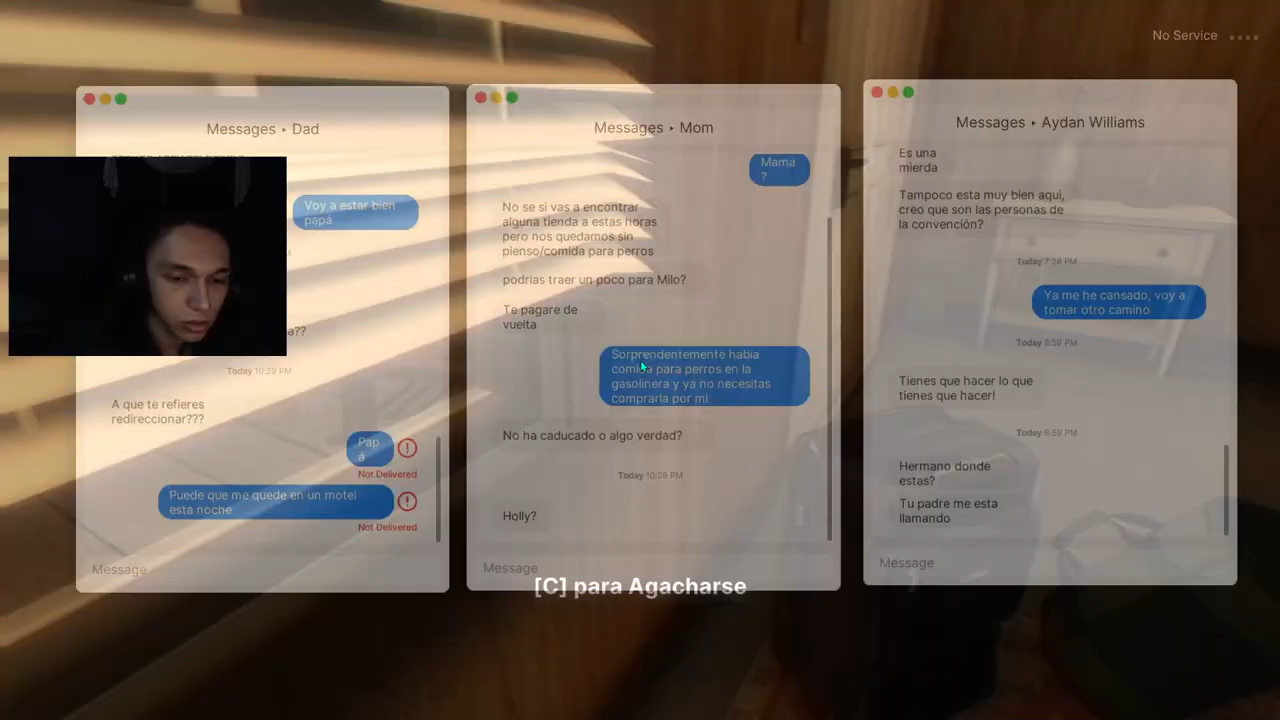 No Service
Messages ‣ Dad
Voy a estar bien
papá
a??
Today 10:29 PM
A que te refieres
redireccionar???
Pap
á
Not Delivered
Puede que me quede en un motel
esta noche
Not Delivered
Message
Messages ‣ Mom
Mamá
?
No se si vas a encontrar
alguna tienda a estas horas
pero nos quedamos sin
pienso/comida para perros
podrias traer un poco para Milo?
Te pagare de
vuelta
Sorprendentemente habia
comida para perros en la
gasolinera y ya no necesitas
comprarla por mi
No ha caducado o algo verdad?
Today 10:28 PM
Holly?
Message
Messages ‣ Aydan Williams
Es una
mierda
Tampoco esta muy bien aqui,
creo que son las personas de
la convención?
Today 7:28 PM
Ya me he cansado, voy a
tomar otro camino
Today 8:59 PM
Tienes que hacer lo que
tienes que hacer!
Today 8:59 PM
Hermano donde
estas?
Tu padre me esta
llamando
Message
[C] para Agacharse